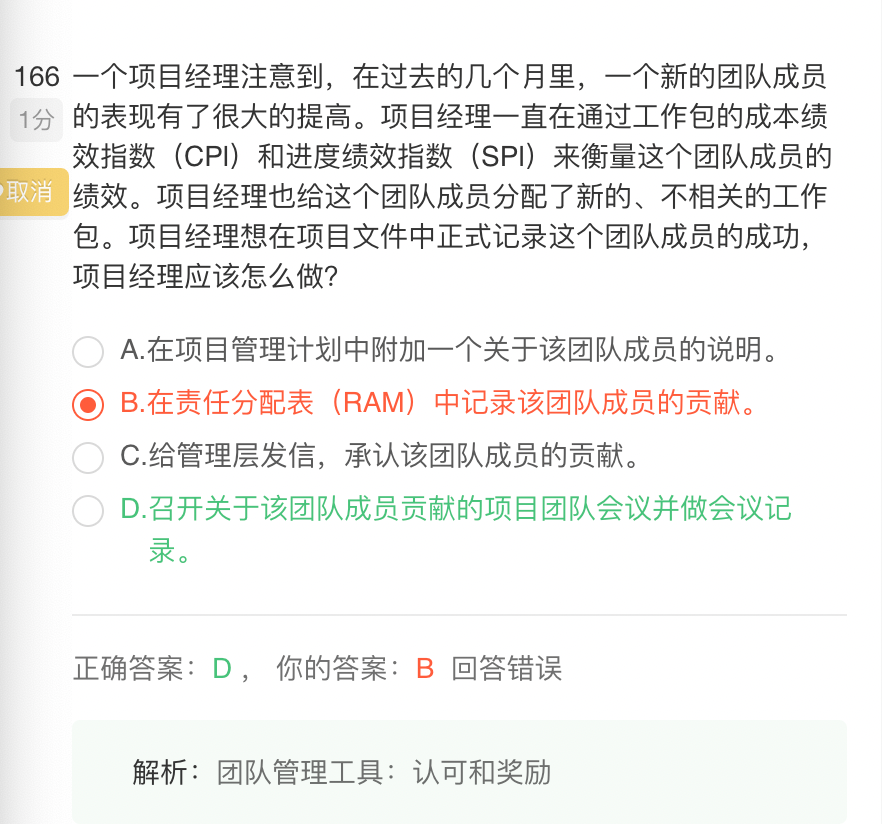 166 一个项目经理注意到，在过去的几个月里，一个新的团队成员
1分 的表现有了很大的提高。项目经理一直在通过工作包的成本绩
效指数（CPI）和进度绩效指数（SPI）来衡量这个团队成员的
取消 绩效。项目经理也给这个团队成员分配了新的、不相关的工作
包。项目经理想在项目文件中正式记录这个团队成员的成功，
项目经理应该怎么做?
A.在项目管理计划中附加一个关于该团队成员的说明。
B.在责任分配表（RAM）中记录该团队成员的贡献。
C.给管理层发信，承认该团队成员的贡献。
D.召开关于该团队成员贡献的项目团队会议并做会议记
录。
正确答案：D， 你的答案：B 回答错误
解析：团队管理工具：认可和奖励